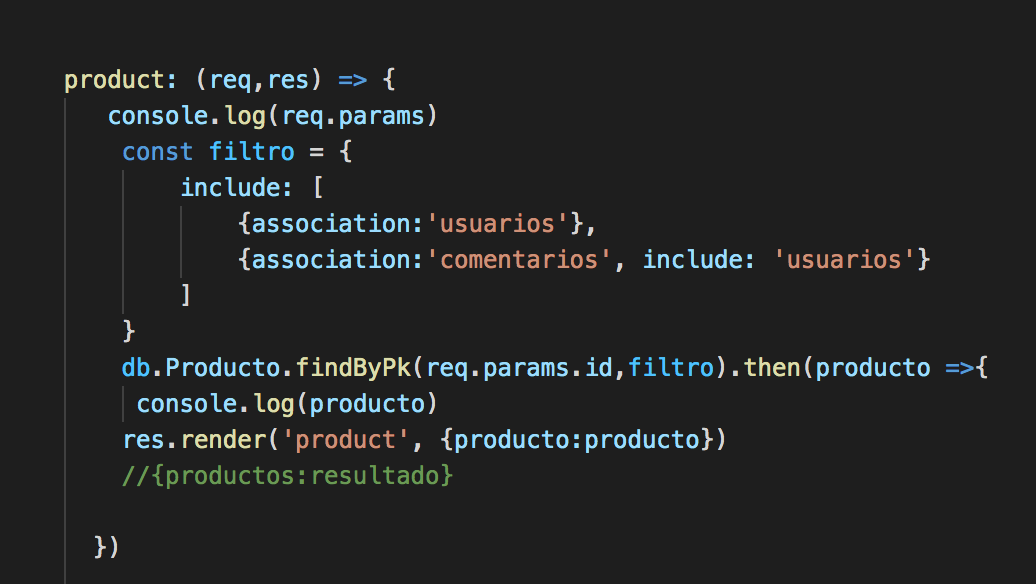 product: (req,res) => {
console.log(req.params)
const filtro = {
include: [
{association:'usuarios'},
{association:'comentarios', include: 'usuarios'}
]
}
db.Producto.findByPk(req.params.id,filtro).then(producto =>{
console.log(producto)
res.render('product', {producto:producto})
//{productos:resultado}
})